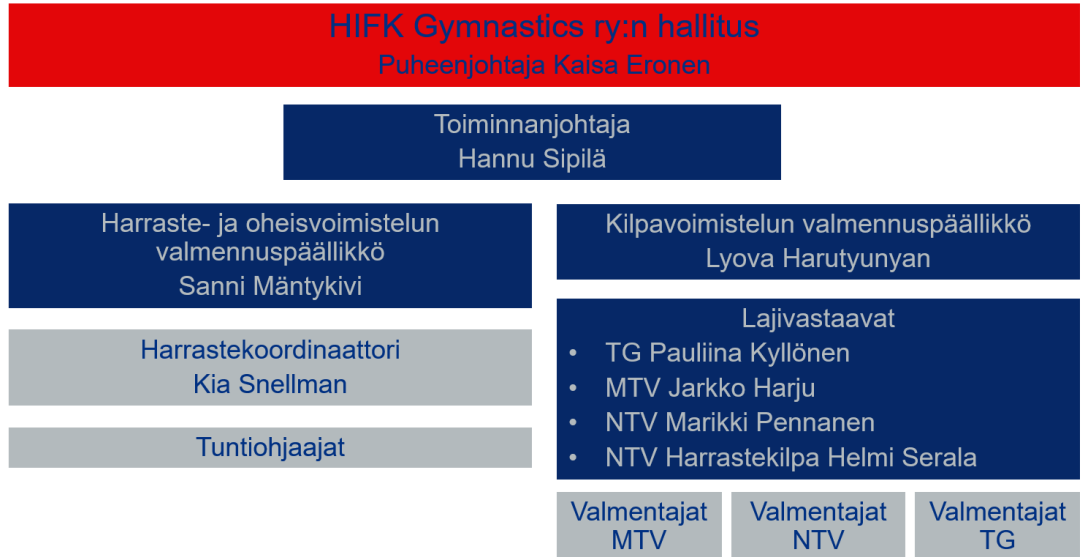 HIFK Gymnastics ry:n hallitus
Puheenjohtaja Kaisa Eronen
Toiminnanjohtaja
Hannu Sipilä
Harraste- ja oheisvoimistelun
valmennuspäällikkö
Sanni Mäntykivi
Harrastekoordinaattori
Kia Snellman
Tuntiohjaajat
Kilpavoimistelun valmennuspäällikkö
Lyova Harutyunyan
Lajivastaavat
• TG Pauliina Kyllönen
• MTV Jarkko Harju
• NTV Marikki Pennanen
• NTV Harrastekilpa Helmi Serala
Valmentajat
MTV
Valmentajat
NTV
Valmentajat
TG